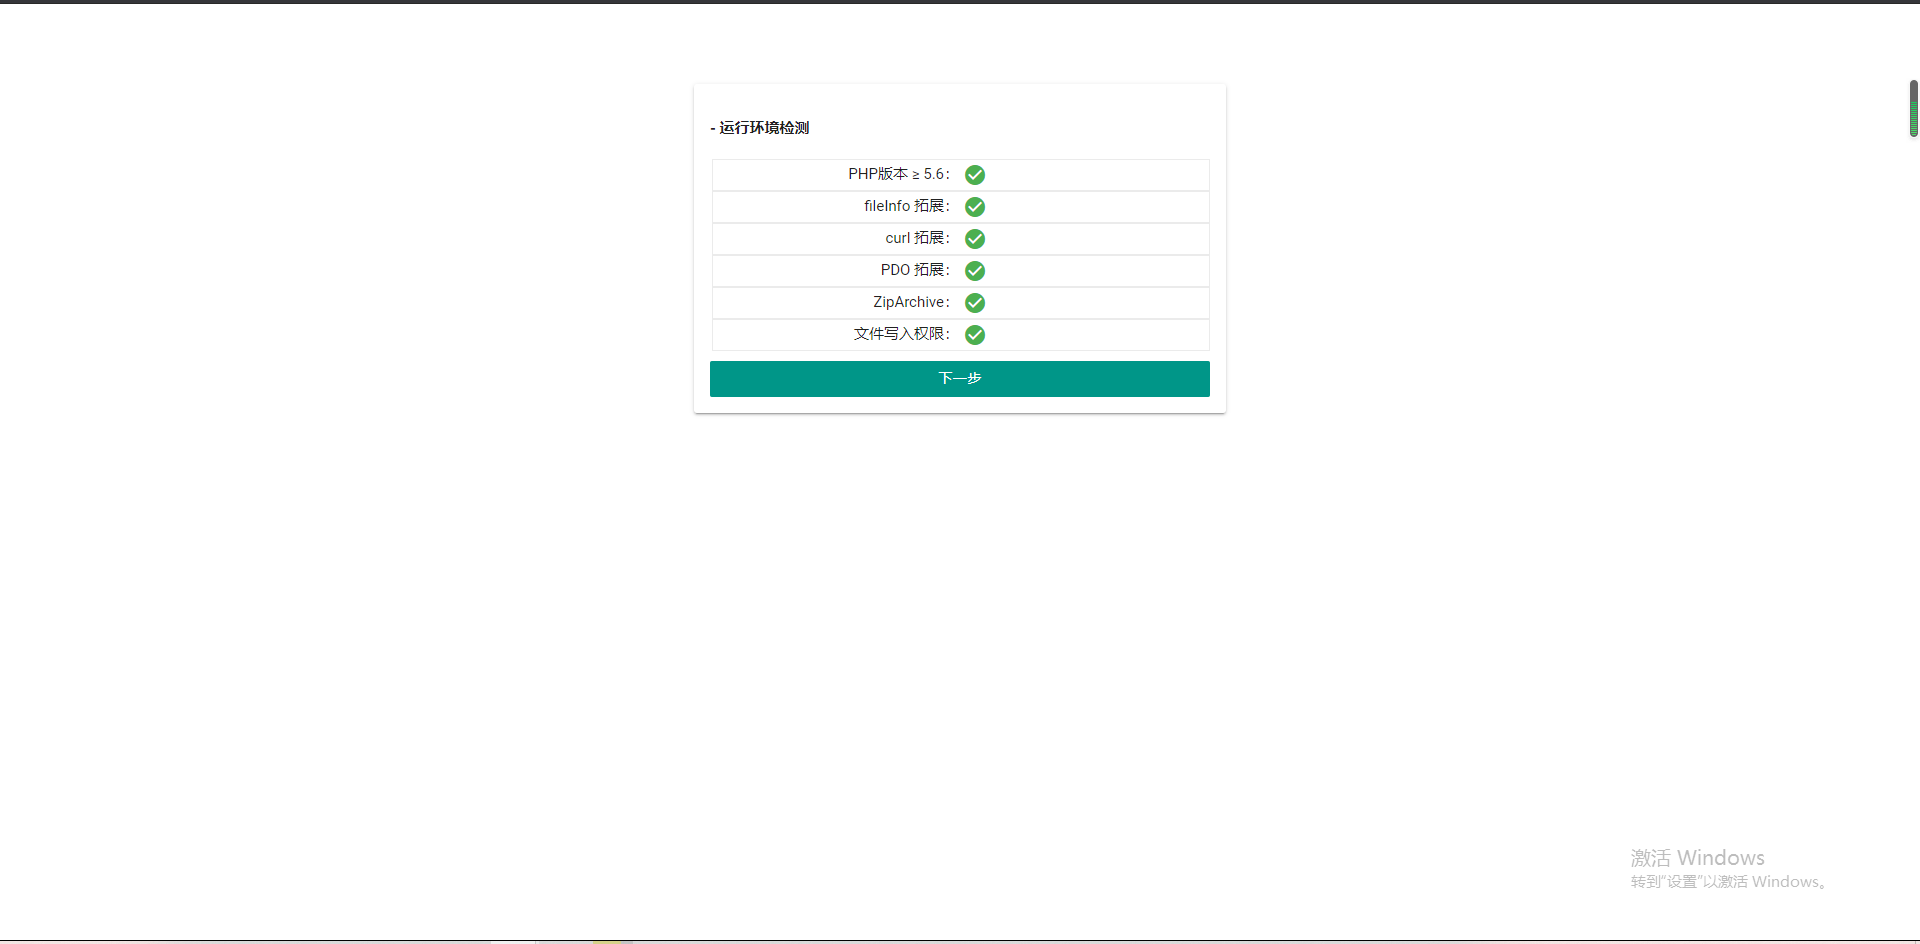 - 运行环境检测
PHP版本 ≥ 5.6：
fileInfo 拓展：
curl 拓展：
PDO 拓展：
ZipArchive：
文件写入权限：
下一步
激活 Windows
转到“设置”以激活 Windows。